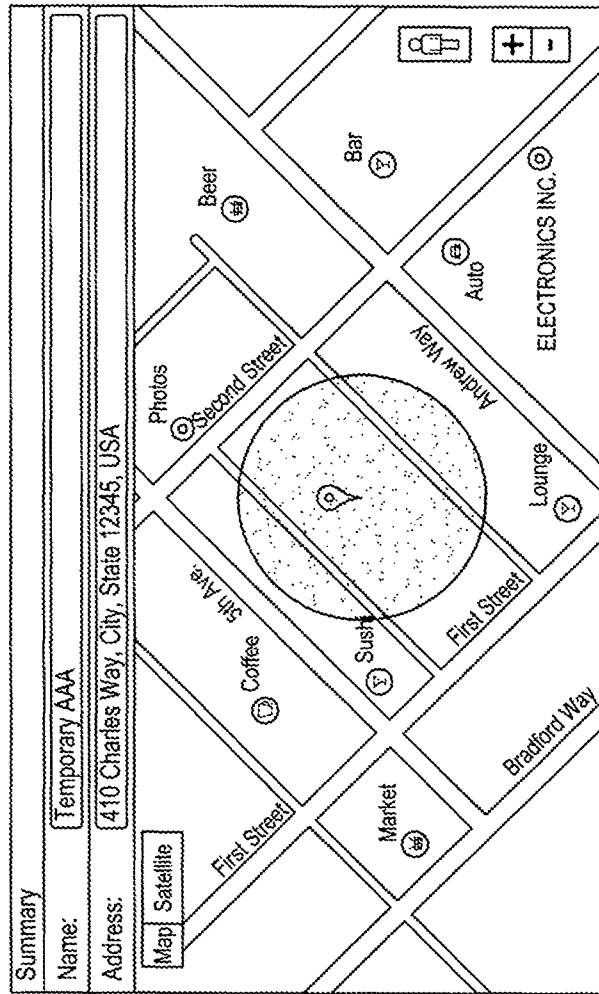 Summary
Name: Temporary AAA
Address: 410 Charles Way, City, State 12345, USA
Map Satellite
Photos
Beer
Second Street
5th Ave.
Coffee
First Street
Bar
Sushi
Market
Andrew Way
Auto
First Street
Lounge
ELECTRONICS INC.
Bradford Way
+
-